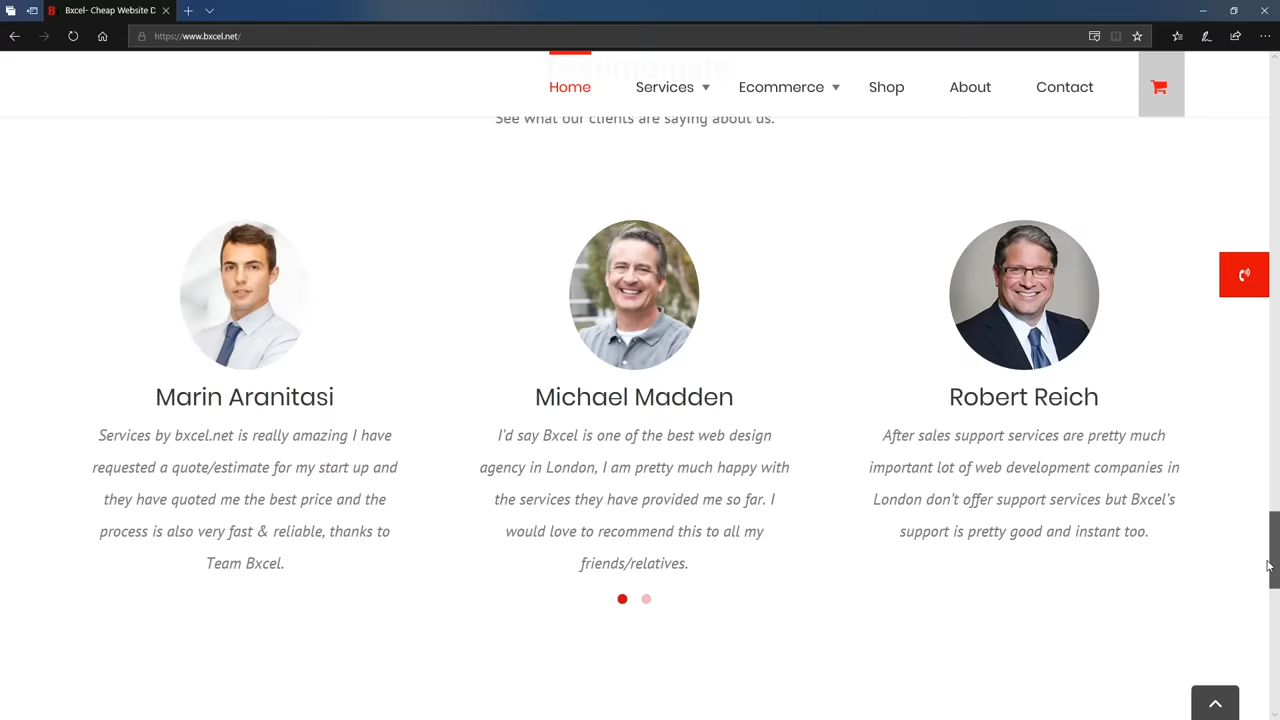 Bxcel- Cheap Website D
https://www.bxcel.net/
Testimonials
Home Services Ecommerce Shop About Contact
See what our clients are saying about us.
Marin Aranitasi
Services by bxcel.net is really amazing I have
requested a quote/estimate for my start up and
they have quoted me the best price and the
process is also very fast & reliable, thanks to
Team Bxcel.
Michael Madden
I'd say Bxcel is one of the best web design
agency in London, I am pretty much happy with
the services they have provided me so far. I
would love to recommend this to all my
friends/relatives.
Robert Reich
After sales support services are pretty much
important lot of web development companies in
London don't offer support services but Bxcel's
support is pretty good and instant too.